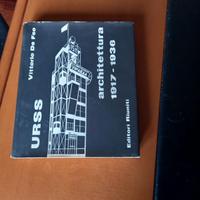 Vittorio De Feo
URSS
architettura
1917-1936
Editori Riuniti